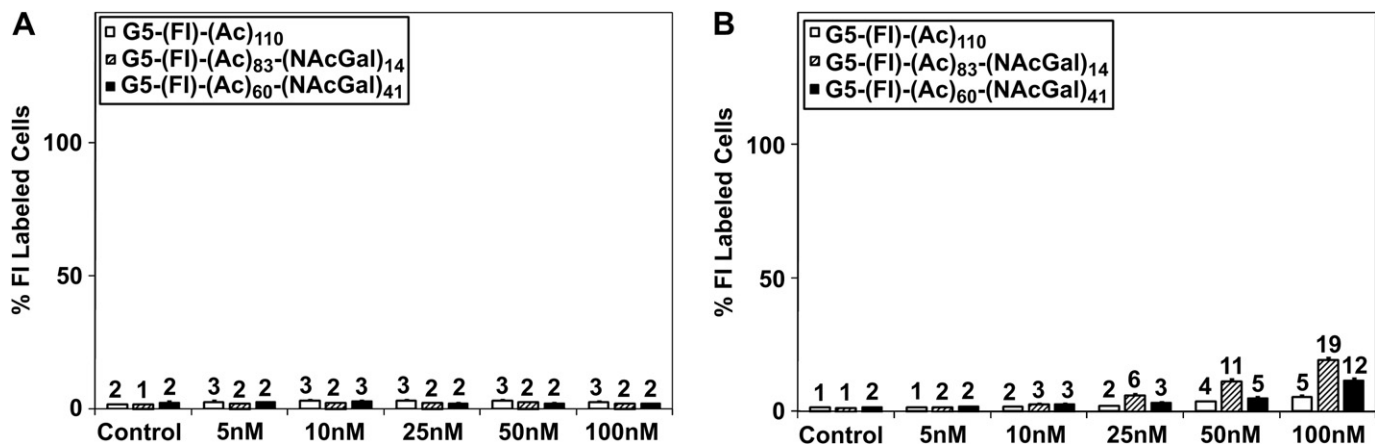 A
G5-(FI)-(Ac)110
G5-(FI)-(Ac)83-(NAcGal)14
G5-(FI)-(Ac)60-(NAcGal)41
% FI Labeled Cells
100
50
0
2 1 2 3 2 2 3 2 3 3 2 2 3 2 2 3 2 2
Control 5nM 10nM 25nM 50nM 100nM
B
G5-(FI)-(Ac)110
G5-(FI)-(Ac)83-(NAcGal)14
G5-(FI)-(Ac)60-(NAcGal)41
% FI Labeled Cells
100
50
0
1 1 2 1 2 2 2 3 3 2 6 3 4 11 5 5 19 12
Control 5nM 10nM 25nM 50nM 100nM